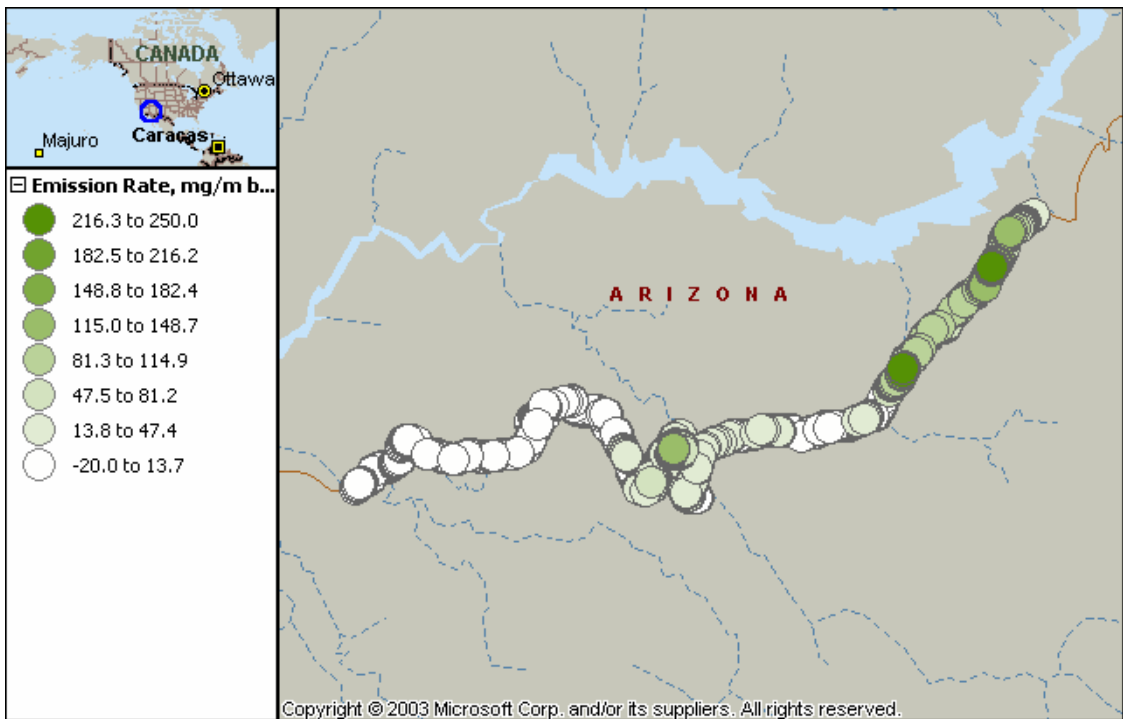 CANADA
Ottawa
Majuro
Caracas
Emission Rate, mg/m b...
216.3 to 250.0
182.5 to 216.2
148.8 to 182.4
115.0 to 148.7
81.3 to 114.9
47.5 to 81.2
13.8 to 47.4
-20.0 to 13.7
ARIZONA
Copyright © 2003 Microsoft Corp. and/or its suppliers. All rights reserved.